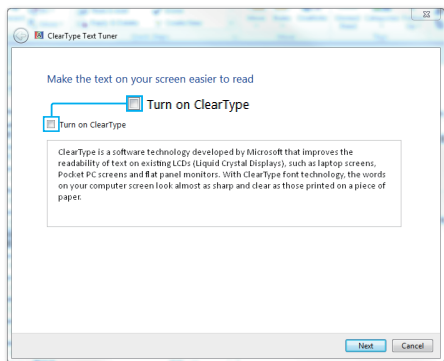 ClearType Text Tuner
Make the text on your screen easier to read
Turn on ClearType
Turn on ClearType
ClearType is a software technology developed by Microsoft that improves the
readability of text on existing LCDs (Liquid Crystal Displays), such as laptop screens,
Pocket PC screens and flat panel monitors. With ClearType font technology, the words
on your computer screen look almost as sharp and clear as those printed on a piece of
paper.
Next Cancel